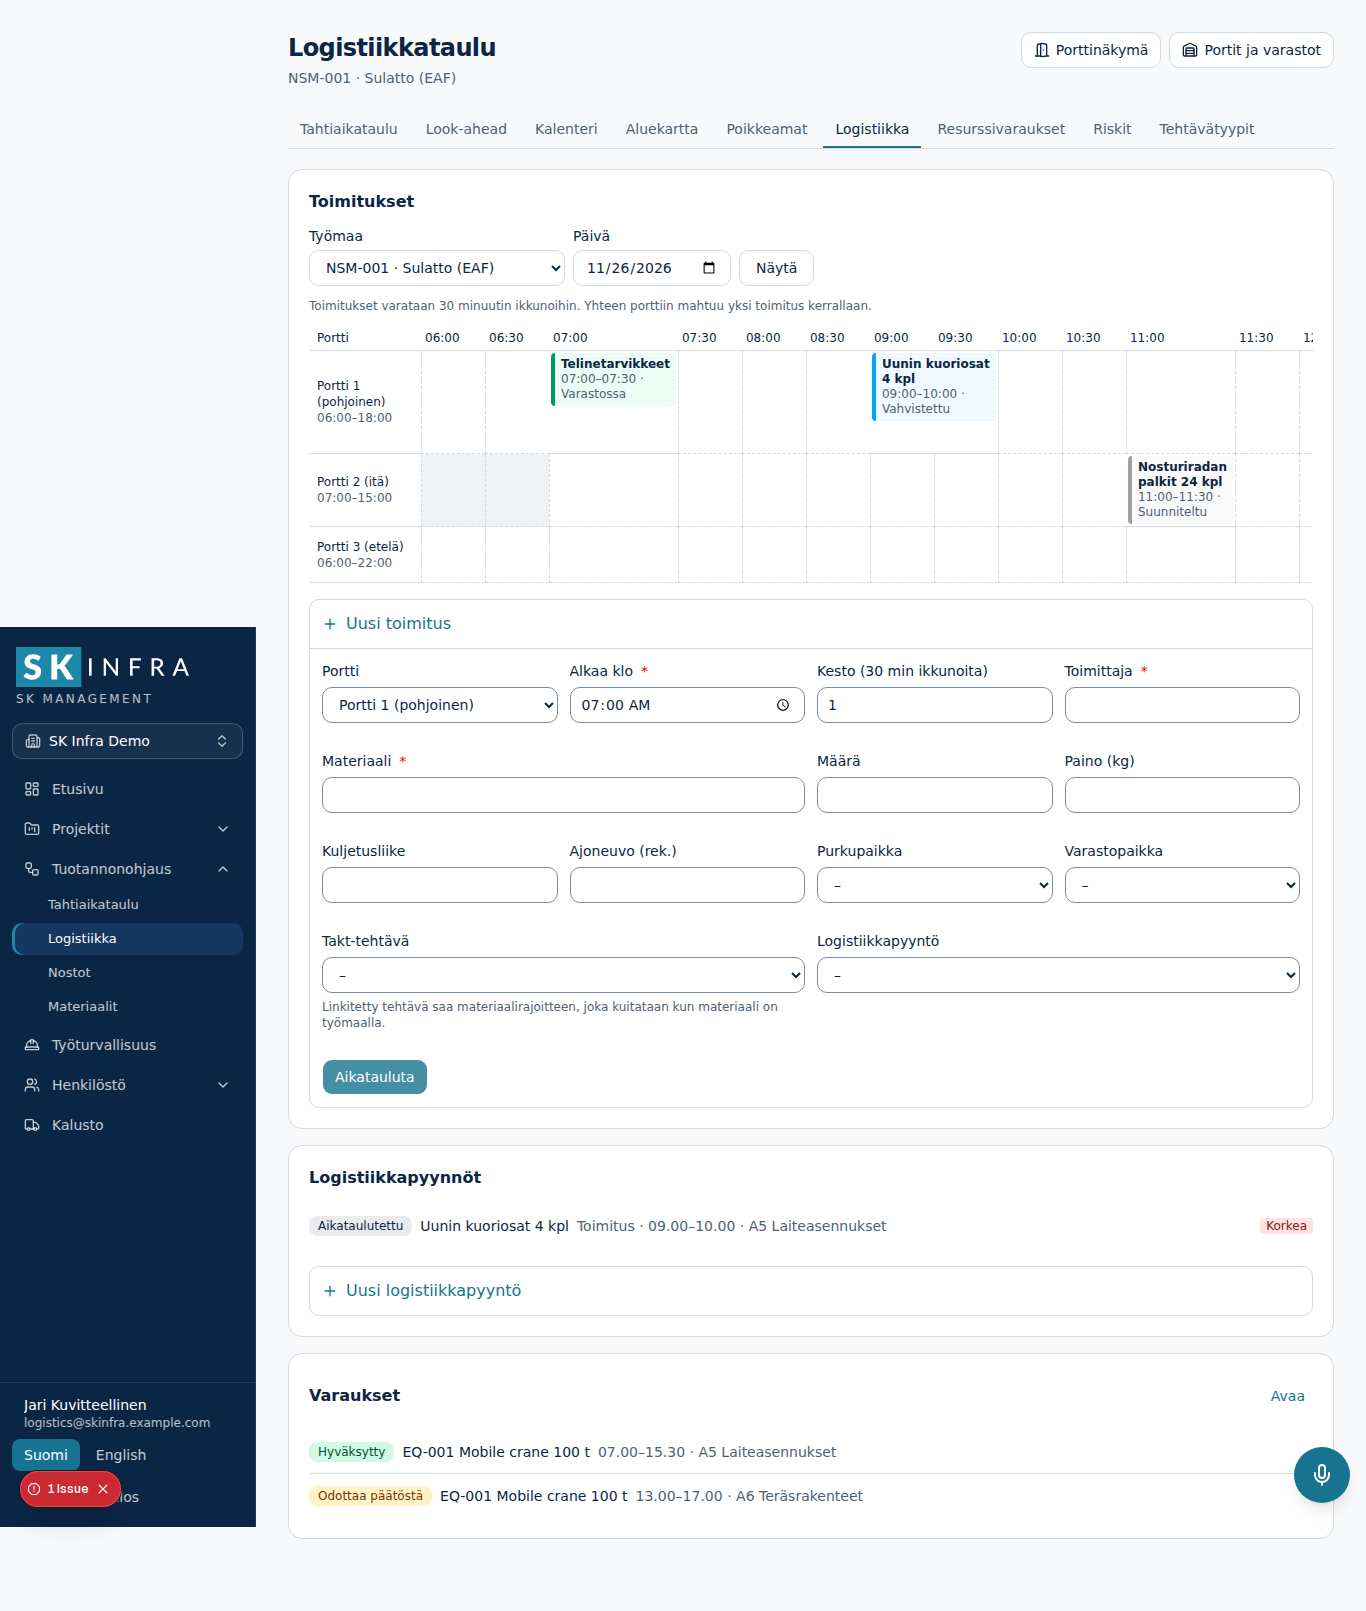 Logistiikkataulu
NSM-001 · Sulatto (EAF)
Porttinäkymä
Portit ja varastot
Tahtiaikataulu Look-ahead Kalenteri Aluekartta Poikkeamat Logistiikka Resurssivaraukset Riskit Tehtävätyypit
Toimitukset
Työmaa Päivä
NSM-001 · Sulatto (EAF) 11/26/2026 Näytä
Toimitukset varataan 30 minuutin ikkunoihin. Yhteen porttiin mahtuu yksi toimitus kerrallaan.
Portti 06:00 06:30 07:00 07:30 08:00 08:30 09:00 09:30 10:00 10:30 11:00 11:30
Portti 1 (pohjoinen)
06:00–18:00
Telinetarvikkeet
07:00–07:30 ·
Varastossa
Uunin kuoriosat
4 kpl
09:00–10:00 ·
Vahvistettu
Portti 2 (itä)
07:00–15:00
Nosturiradan
palkit 24 kpl
11:00–11:30 ·
Suunniteltu
Portti 3 (etelä)
06:00–22:00
+ Uusi toimitus
Portti Alkaa klo * Kesto (30 min ikkunoita) Toimittaja *
Portti 1 (pohjoinen) 07:00 AM 1
Materiaali * Määrä Paino (kg)
Kuljetusliike Ajoneuvo (rek.) Purkupaikka Varastopaikka
– –
Takt-tehtävä Logistiikkapyyntö
– –
Linkitetty tehtävä saa materiaalirajoitteen, joka kuitataan kun materiaali on
työmaalla.
Aikatauluta
Logistiikkapyynnöt
Aikataulutettu Uunin kuoriosat 4 kpl Toimitus · 09.00–10.00 · A5 Laiteasennukset Korkea
+ Uusi logistiikkapyyntö
Varaukset Avaa
Hyväksytty EQ-001 Mobile crane 100 t 07.00–15.30 · A5 Laiteasennukset
Odottaa päätöstä EQ-001 Mobile crane 100 t 13.00–17.00 · A6 Teräsrakenteet
SK INFRA
SK MANAGEMENT
SK Infra Demo
Etusivu
Projektit
Tuotannonohjaus
Tahtiaikataulu
Logistiikka
Nostot
Materiaalit
Työturvallisuus
Henkilöstö
Kalusto
Jari Kuvitteellinen
logistics@skinfra.example.com
Suomi English
1 Issue